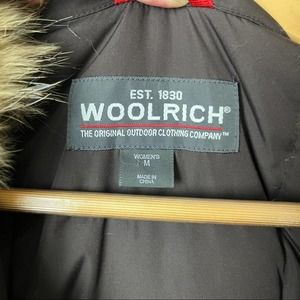 EST. 1830
WOOLRICH®
THE ORIGINAL OUTDOOR CLOTHING COMPANY™
WOMEN'S
M
MADE IN
CHINA